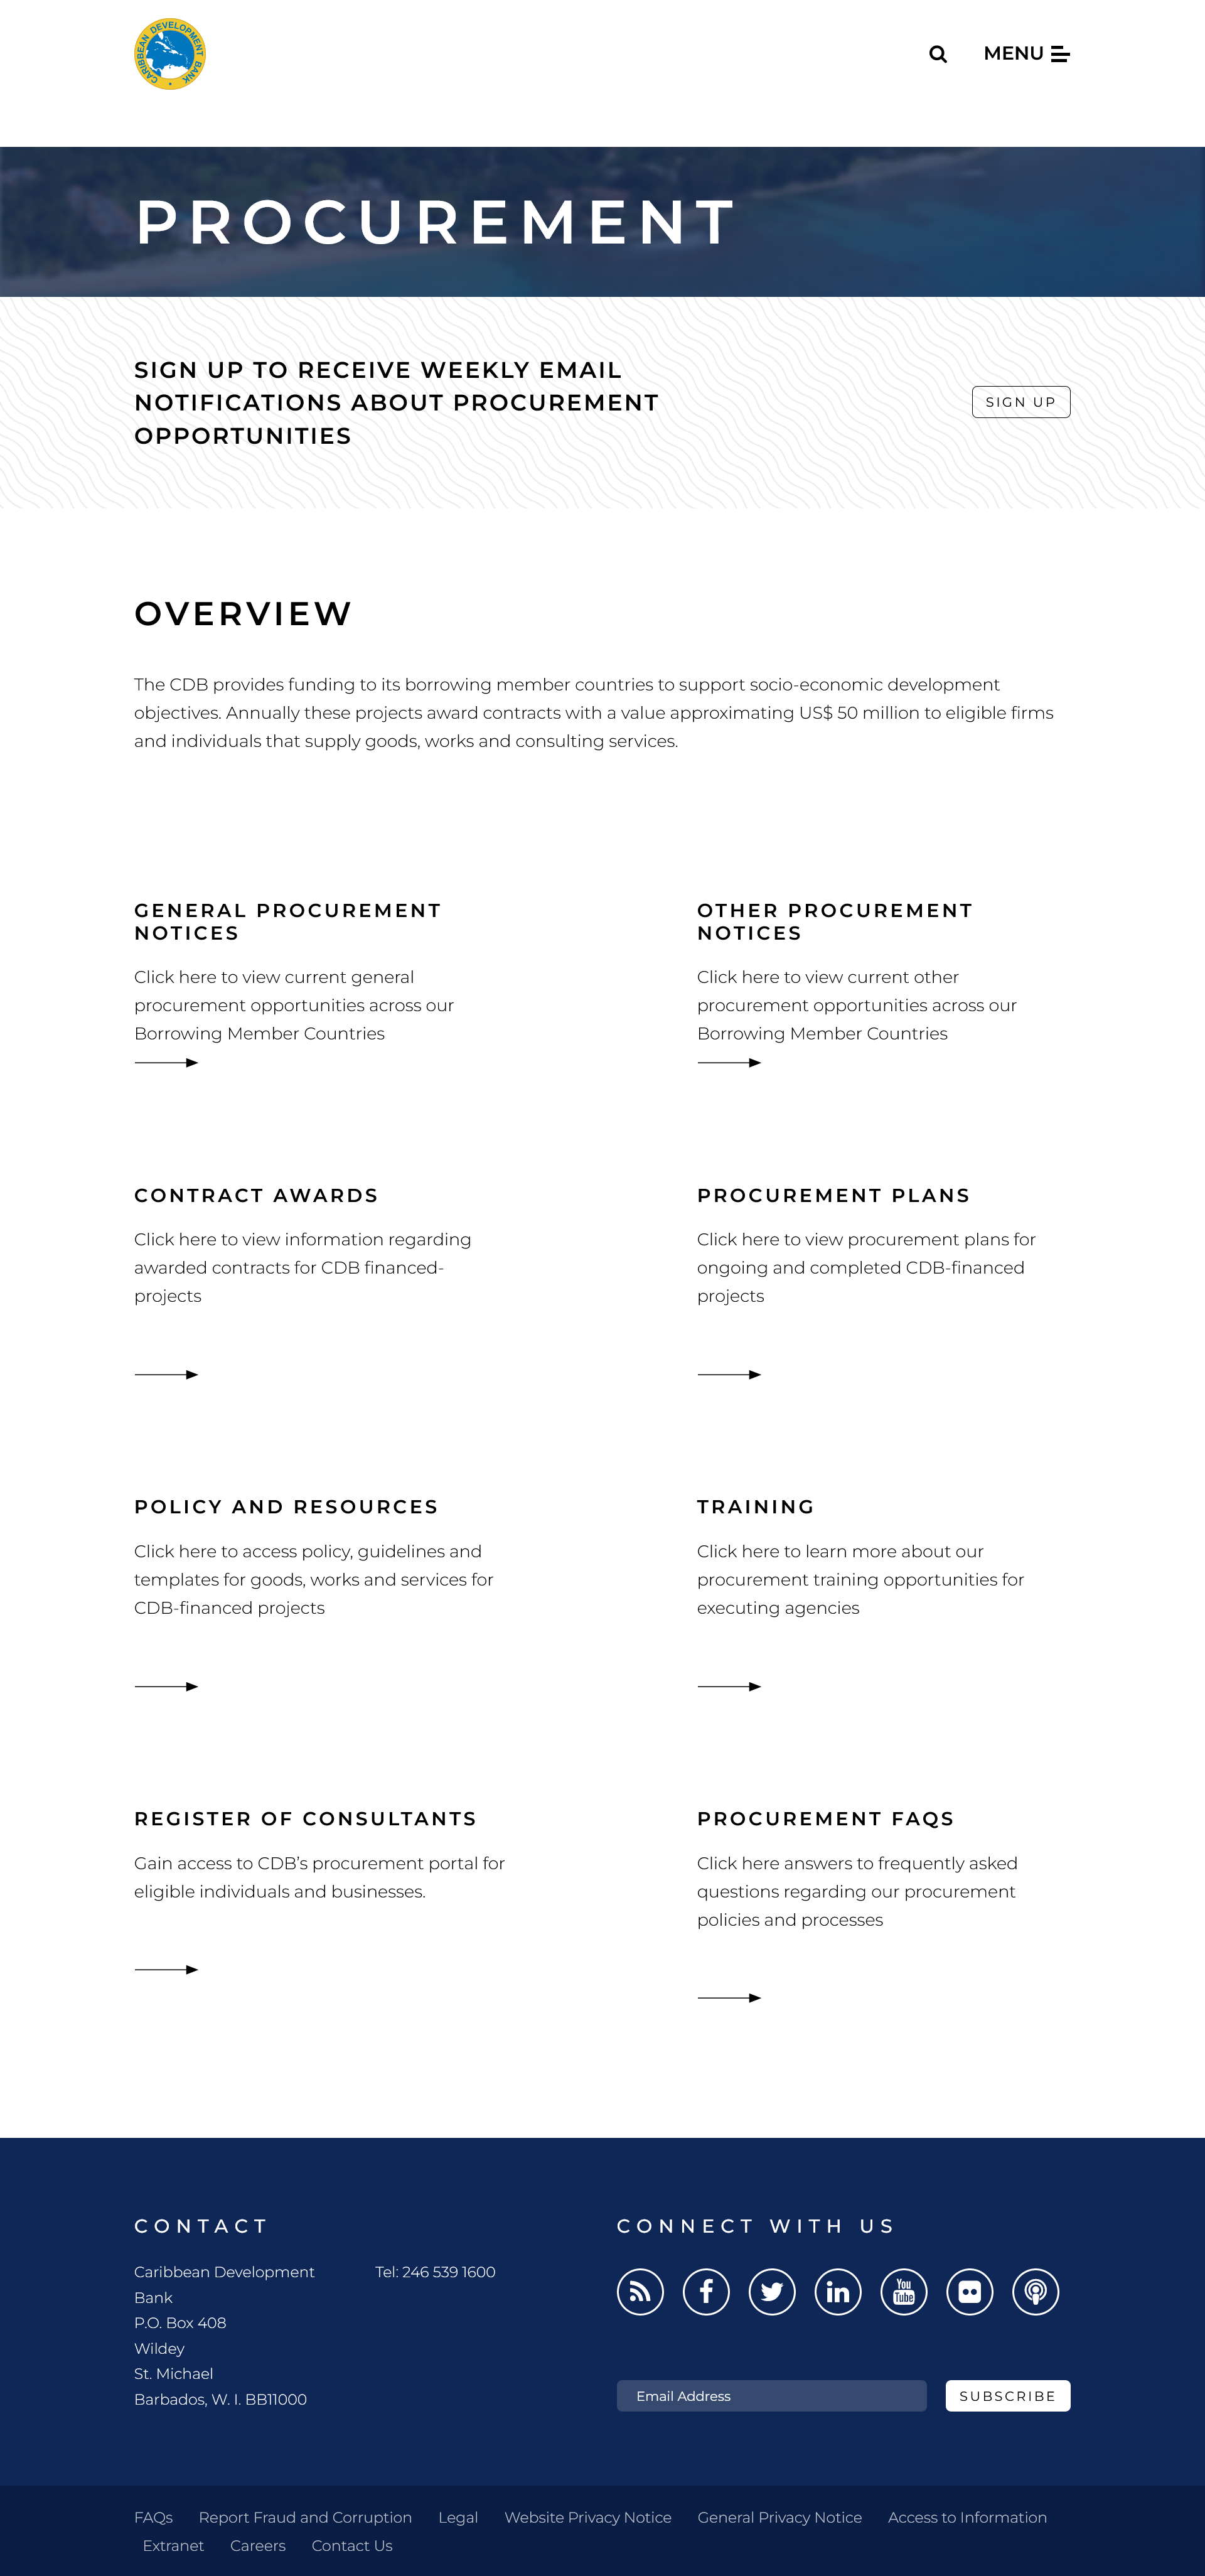 CARIBBEAN DEVELOPMENT BANK
MENU
PROCUREMENT
SIGN UP TO RECEIVE WEEKLY EMAIL
NOTIFICATIONS ABOUT PROCUREMENT
OPPORTUNITIES
SIGN UP
OVERVIEW
The CDB provides funding to its borrowing member countries to support socio-economic development
objectives. Annually these projects award contracts with a value approximating US$ 50 million to eligible firms
and individuals that supply goods, works and consulting services.
GENERAL PROCUREMENT
NOTICES
Click here to view current general
procurement opportunities across our
Borrowing Member Countries
OTHER PROCUREMENT
NOTICES
Click here to view current other
procurement opportunities across our
Borrowing Member Countries
CONTRACT AWARDS
Click here to view information regarding
awarded contracts for CDB financed-
projects
PROCUREMENT PLANS
Click here to view procurement plans for
ongoing and completed CDB-financed
projects
POLICY AND RESOURCES
Click here to access policy, guidelines and
templates for goods, works and services for
CDB-financed projects
TRAINING
Click here to learn more about our
procurement training opportunities for
executing agencies
REGISTER OF CONSULTANTS
Gain access to CDB’s procurement portal for
eligible individuals and businesses.
PROCUREMENT FAQS
Click here answers to frequently asked
questions regarding our procurement
policies and processes
CONTACT
Caribbean Development
Bank
P.O. Box 408
Wildey
St. Michael
Barbados, W. I. BB11000
Tel: 246 539 1600
CONNECT WITH US
You
Tube
Email Address
SUBSCRIBE
FAQs Report Fraud and Corruption Legal Website Privacy Notice General Privacy Notice Access to Information
Extranet Careers Contact Us